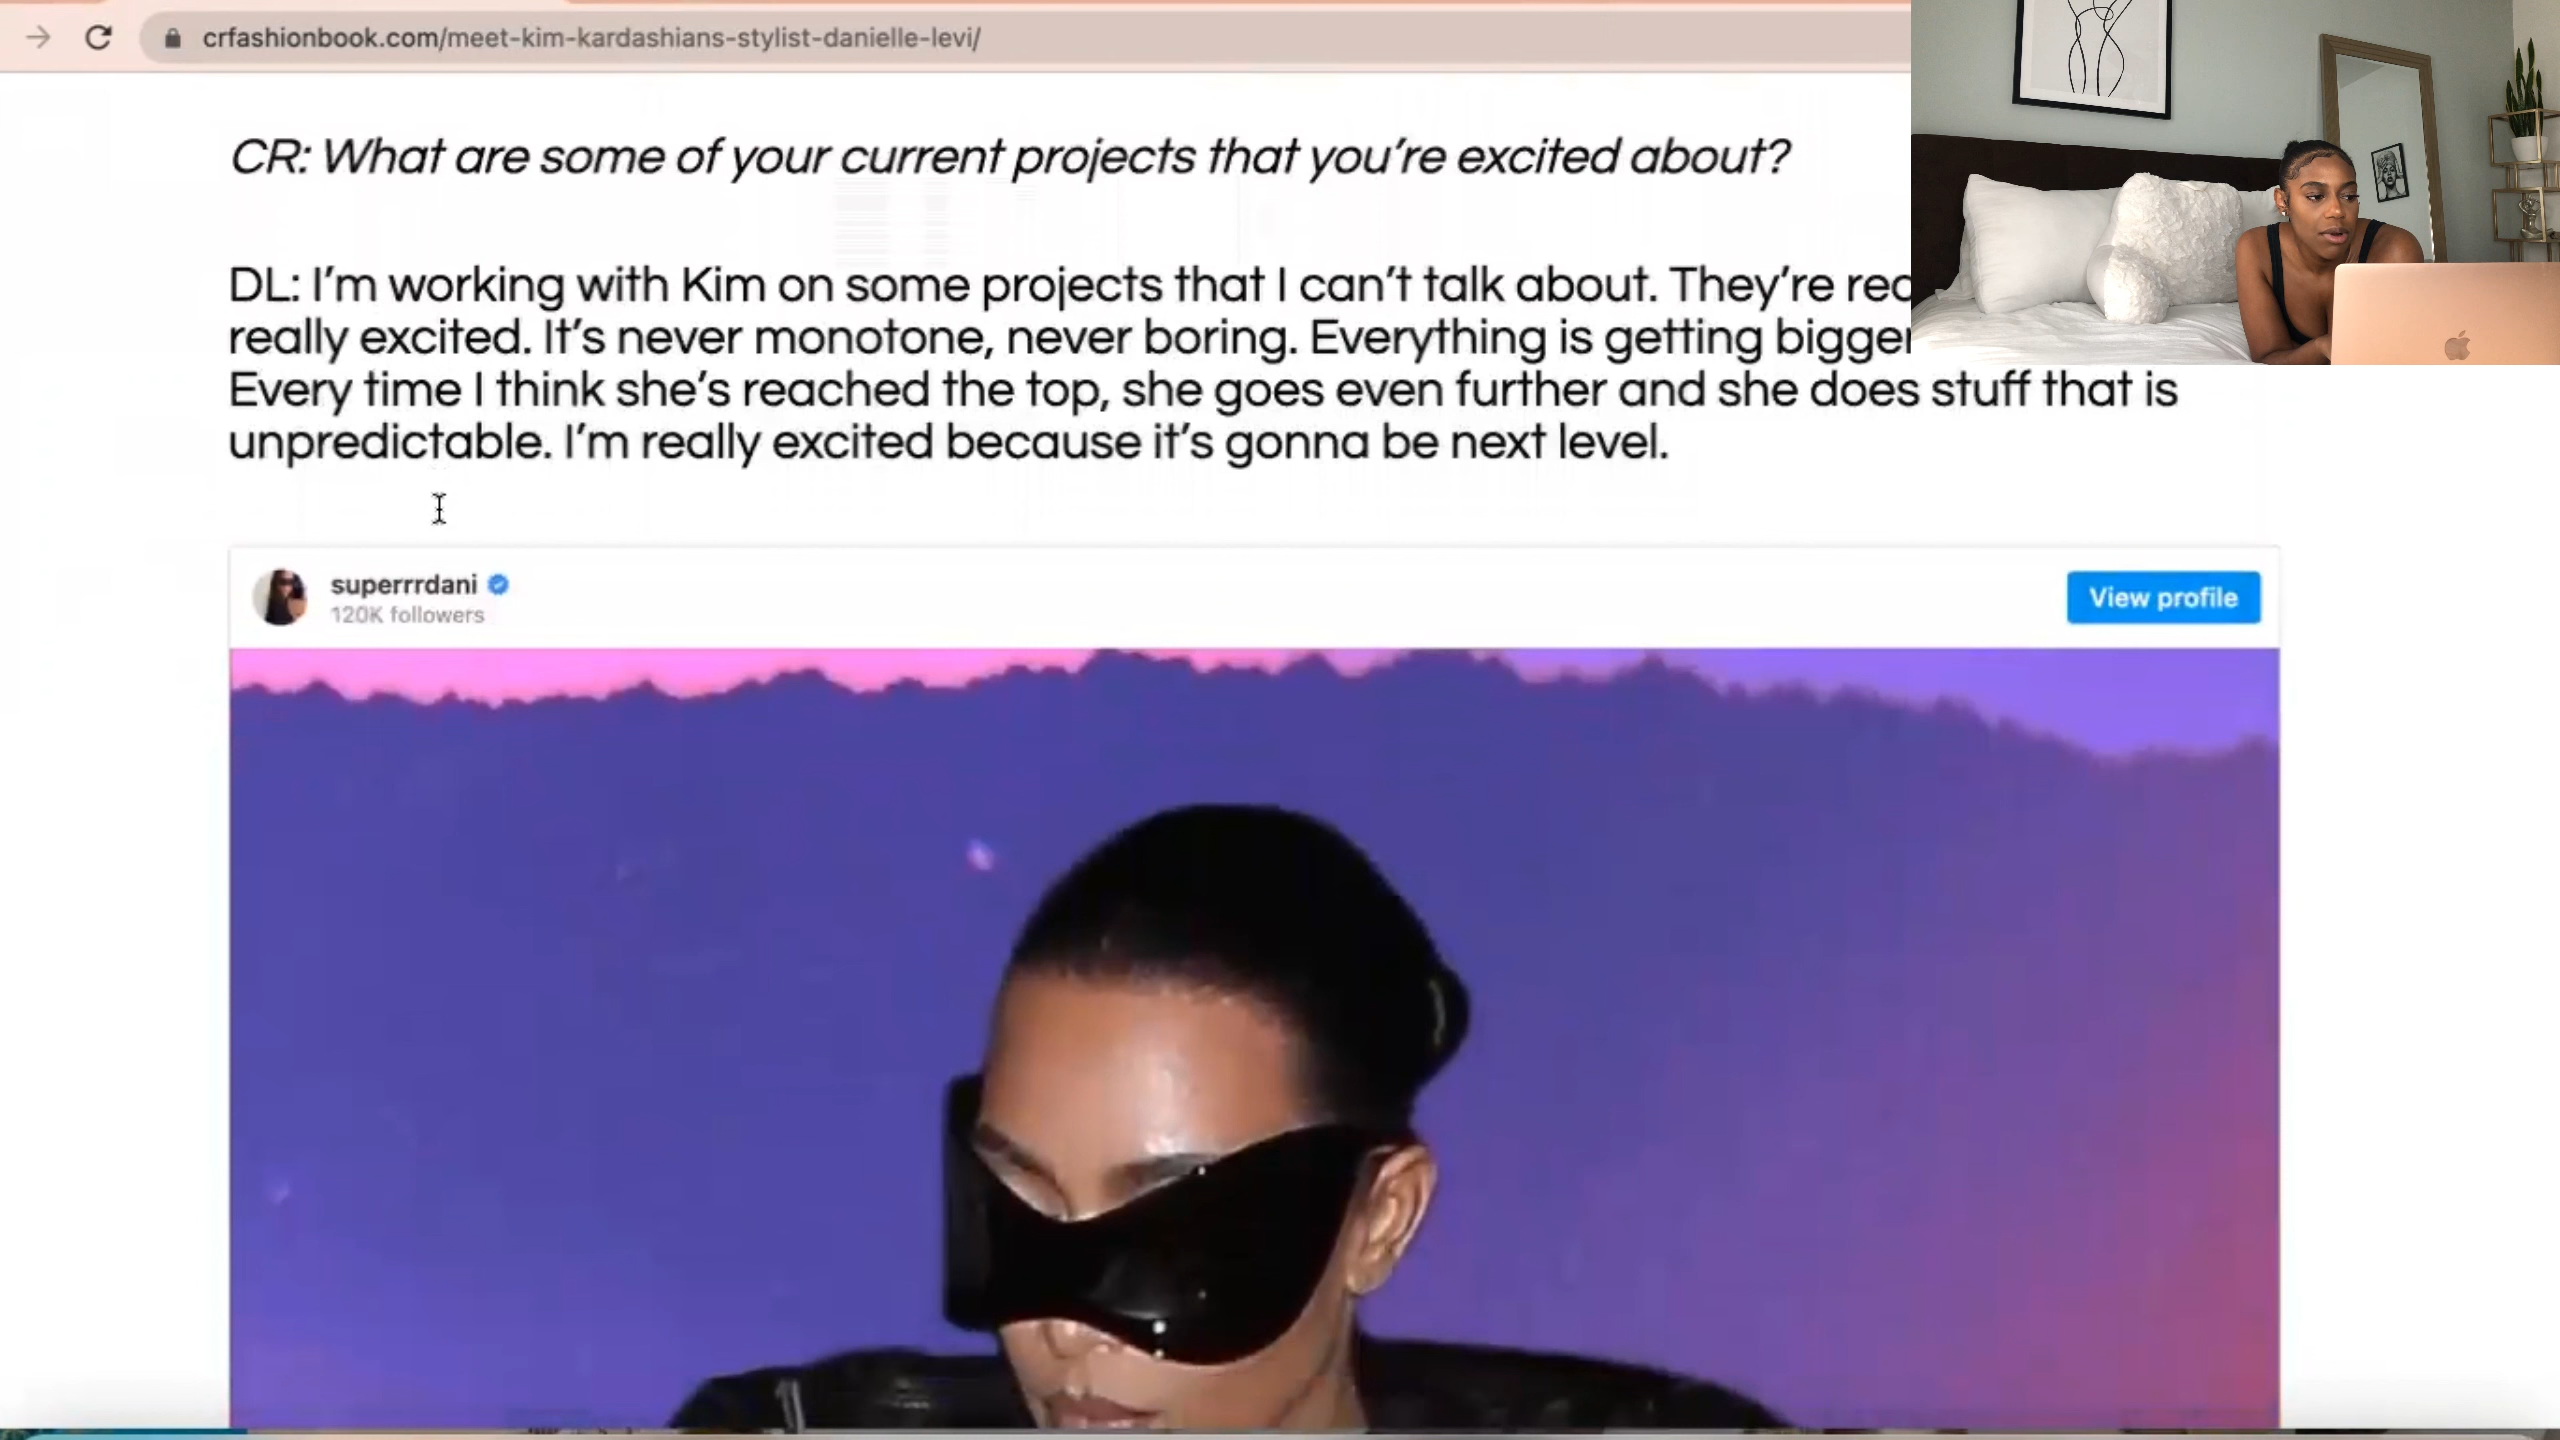 crfashionbook.com/meet-kim-kardashians-stylist-danielle-levi/
CR: What are some of your current projects that you're excited about?
DL: I'm working with Kim on some projects that I can't talk about. They're
really excited. It's never monotone, never boring. Everything is getting bigger
Every time I think she's reached the top, she goes even further and she does stuff that is
unpredictable. I'm really excited because it's gonna be next level.
superrrdani
120K followers
View profile